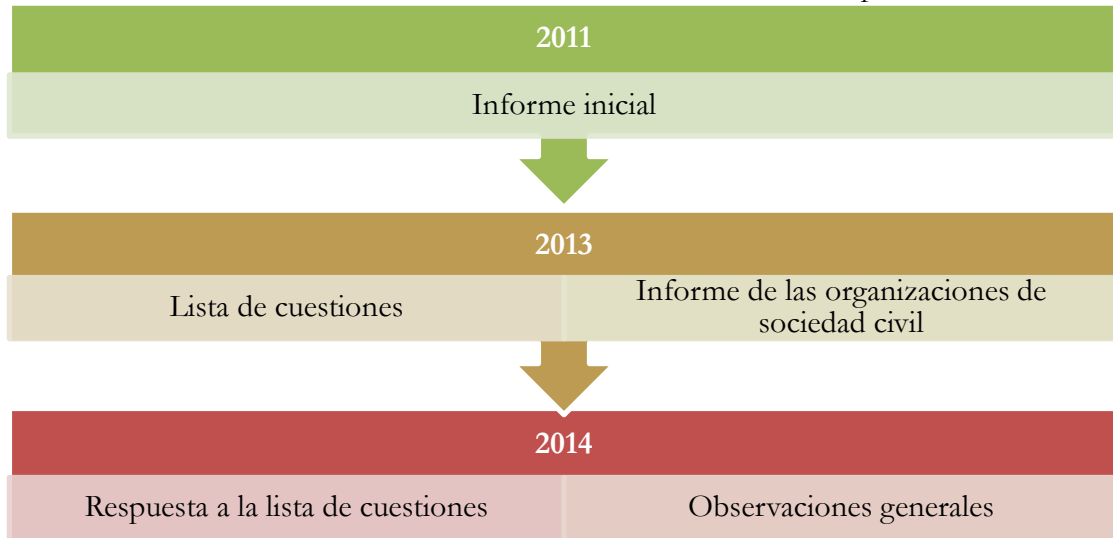 2011
Informe inicial
2013
Lista de cuestiones
Informe de las organizaciones de
sociedad civil
2014
Respuesta a la lista de cuestiones
Observaciones generales